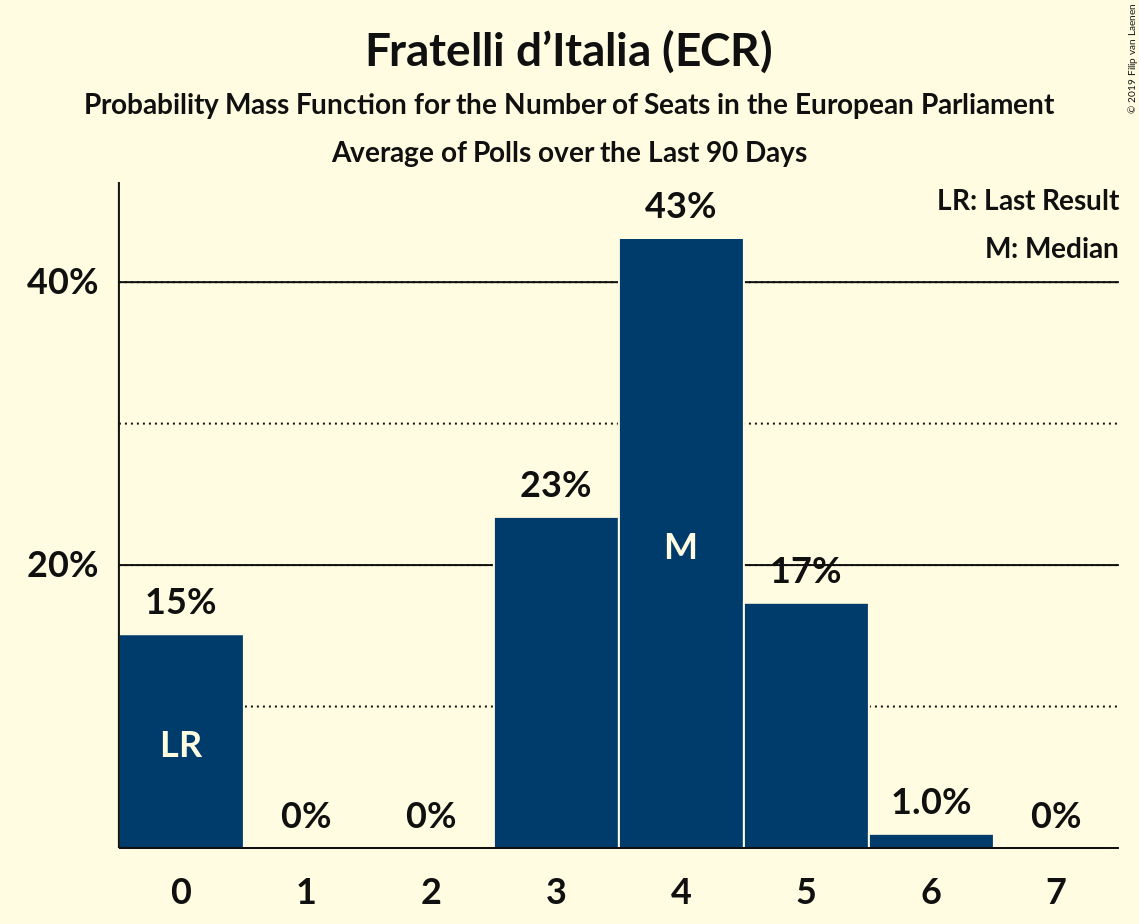 © 2019 Filip van Laenen
Fratelli d’Italia (ECR)
Probability Mass Function for the Number of Seats in the European Parliament
Average of Polls over the Last 90 Days
LR: Last Result
M: Median
43%
40%
23%
M
20%
17%
15%
LR
0%
0%
1.0%
0%
0 1 2 3 4 5 6 7